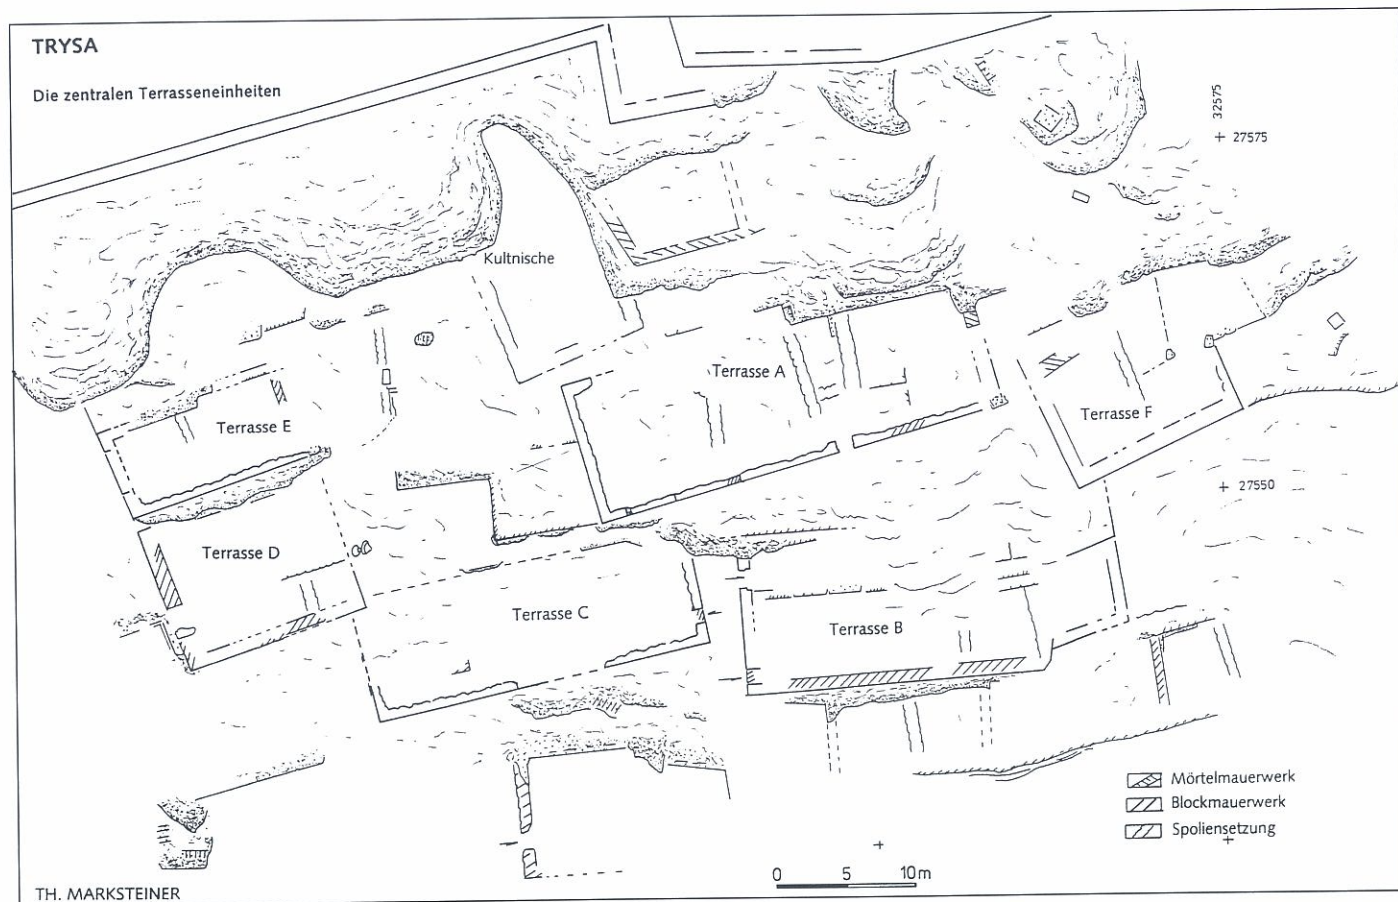 TRYSA
Die zentralen Terrasseneinheiten
32575
+ 27575
Kultnische
Terrasse A
Terrasse F
Terrasse E
+ 27550
Terrasse D
Terrasse C
Terrasse B
Mörtelmauerwerk
Blockmauerwerk
Spoliensetzung
0 5 10m
TH. MARKSTEINER